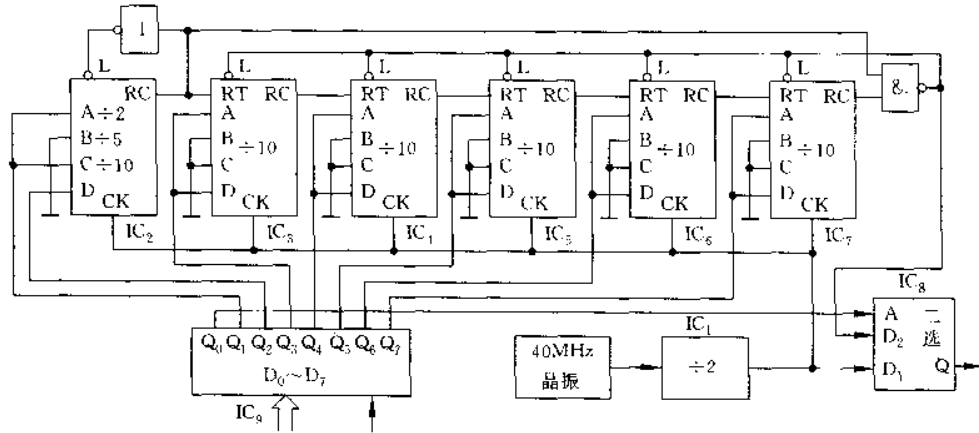 1
L L L L L L
RC RT RC RT RC RT RC RT RC RT RC &
A÷2 A A A A A
B÷5 B B B B B
÷10 ÷10 ÷10 ÷10 ÷10
C÷10 C C C C C
D D D D D D
CK CK CK CK CK CK
IC2 IC3 IC4 IC5 IC6 IC7
IC8
Q0 Q1 Q2 Q3 Q4 Q5 Q6 Q7
D0~D7
IC9
40MHz
晶振
IC1
÷2
A 二
D2 选
D1 Q